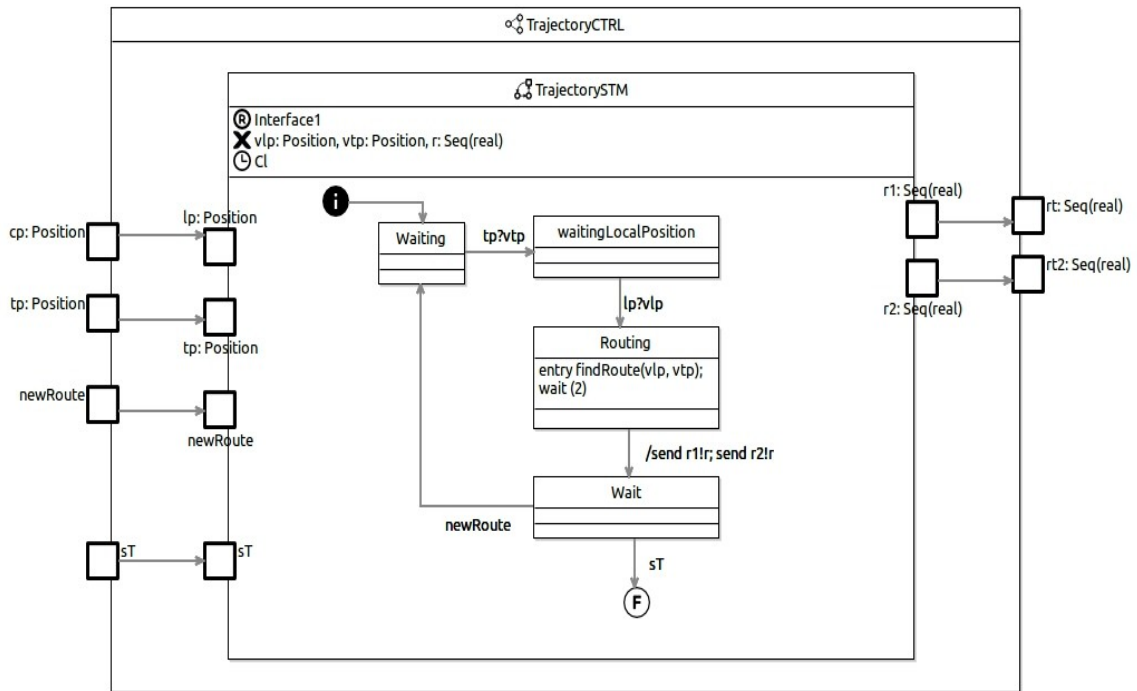 TrajectoryCTRL
TrajectorySTM
R Interface1
X vlp: Position, vtp: Position, r: Seq(real)
Cl
i
r1: Seq(real)
rt: Seq(real)
lp: Position
cp: Position
Waiting
tp?vtp
waitingLocalPosition
rt2: Seq(real)
tp: Position
lp?vlp
r2: Seq(real)
tp: Position
Routing
entry findRoute(vlp, vtp);
wait (2)
newRoute
newRoute
/send r1!r; send r2!r
Wait
newRoute
sT
sT
sT
F